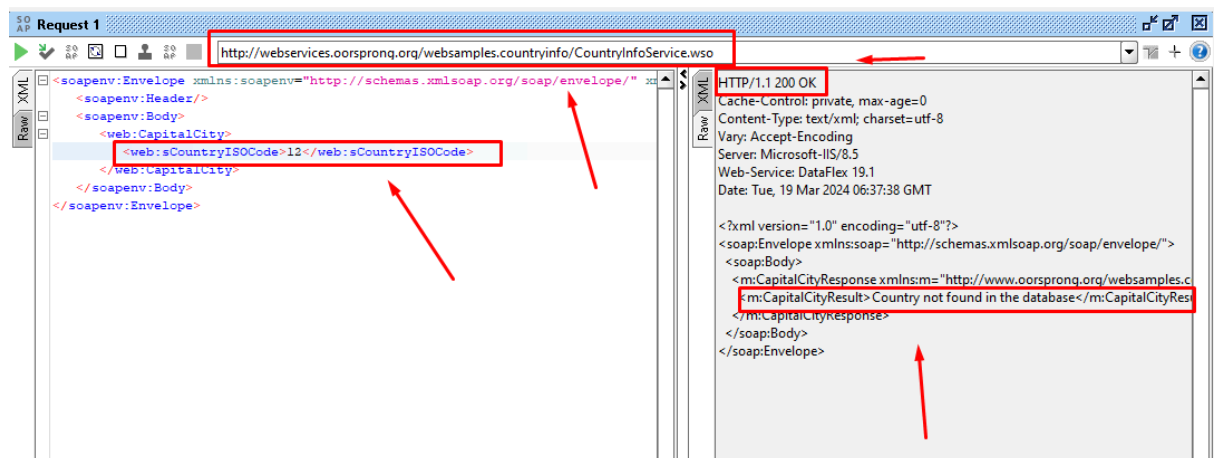 SO AP Request 1
http://webservices.oorsprong.org/websamples.countryinfo/CountryInfoService.wso
XML
Raw
<soapenv:Envelope xmlns:soapenv="http://schemas.xmlsoap.org/soap/envelope/"
<soapenv:Header/>
<soapenv:Body>
<web:CapitalCity>
<web:sCountryISOCode>12</web:sCountryISOCode>
</web:CapitalCity>
</soapenv:Body>
</soapenv:Envelope>
XML
Raw
HTTP/1.1 200 OK
Cache-Control: private, max-age=0
Content-Type: text/xml; charset=utf-8
Vary: Accept-Encoding
Server: Microsoft-IIS/8.5
Web-Service: DataFlex 19.1
Date: Tue, 19 Mar 2024 06:37:38 GMT
<?xml version="1.0" encoding="utf-8"?>
<soap:Envelope xmlns:soap="http://schemas.xmlsoap.org/soap/envelope/">
<soap:Body>
<m:CapitalCityResponse xmlns:m="http://www.oorsprong.org/websamples.c
<m:CapitalCityResult>Country not found in the database</m:CapitalCityRes
</m:CapitalCityResponse>
</soap:Body>
</soap:Envelope>